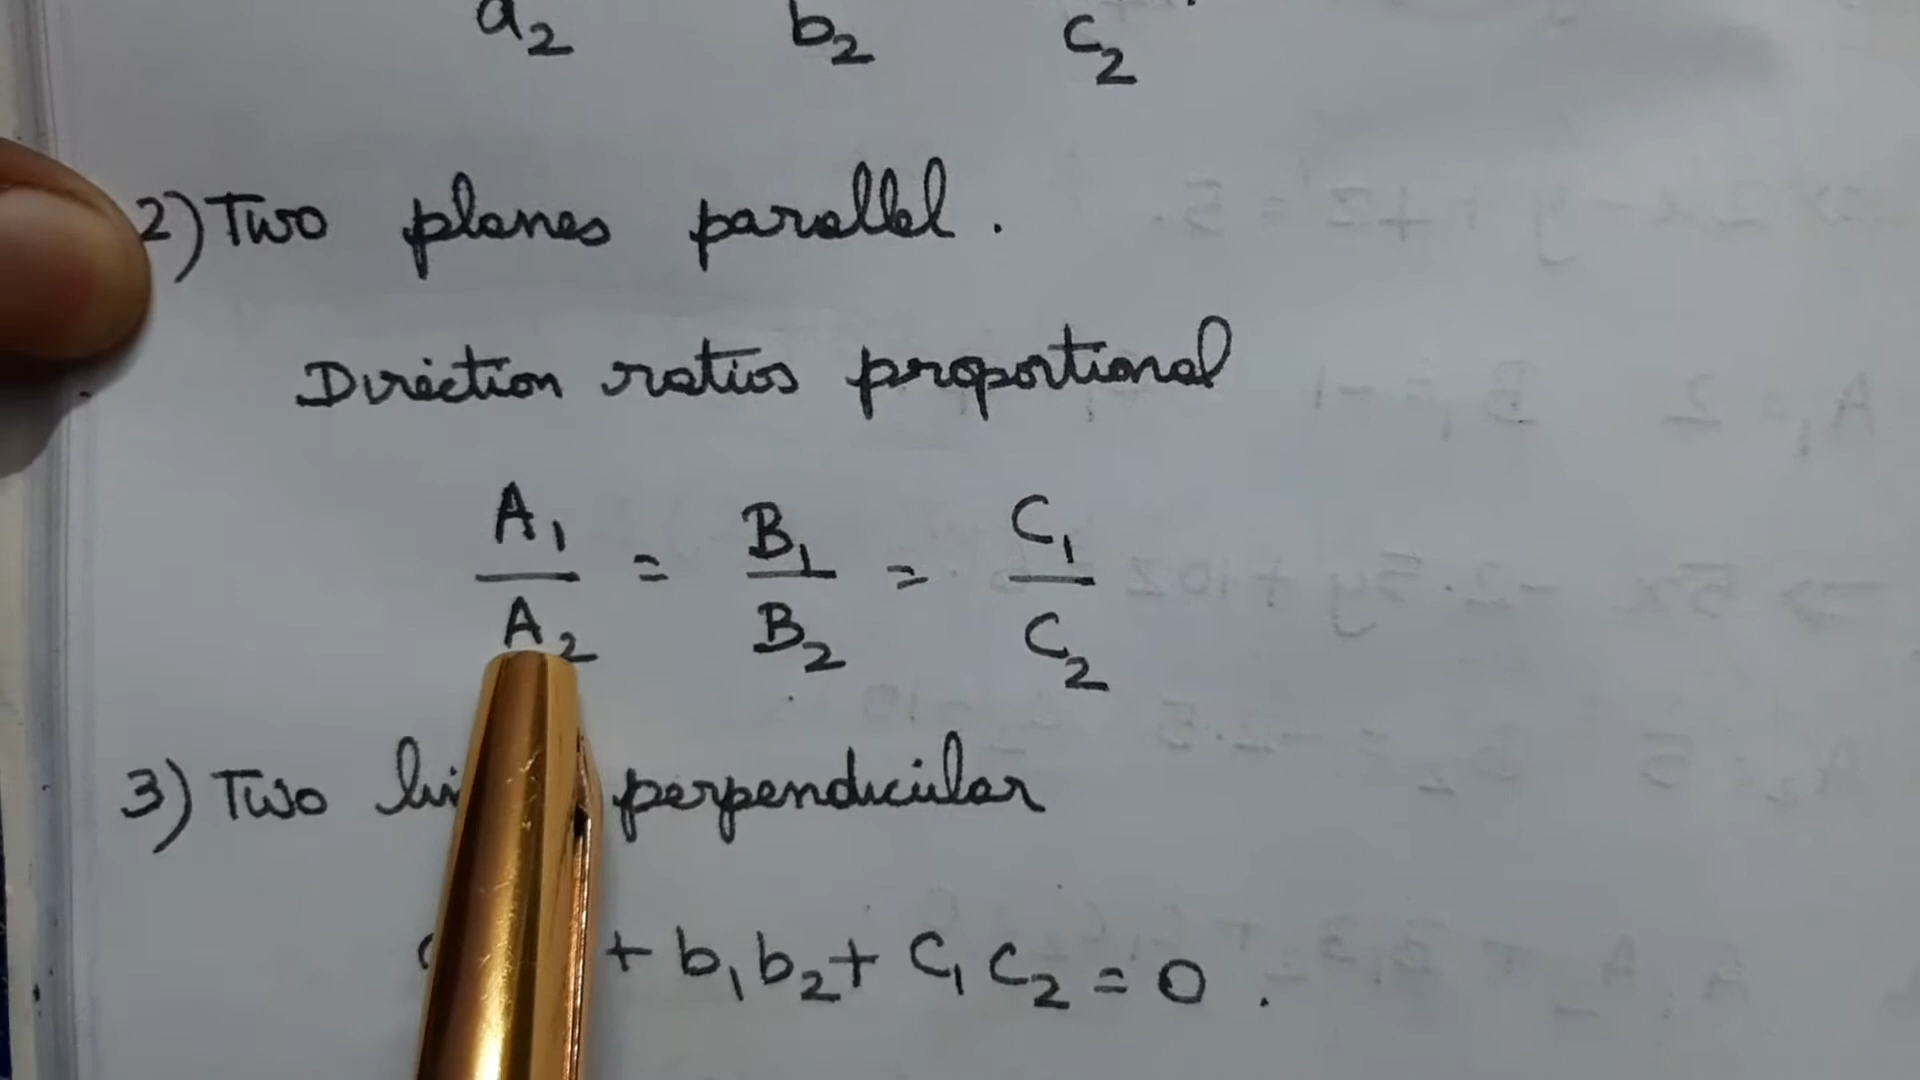 a₂ b₂ c₂
2) Two planes parallel.
Direction ratios proportional
A₁/A₂ = B₁/B₂ = C₁/C₂
3) Two perpendicular
+ b₁b₂ + c₁c₂ = 0.